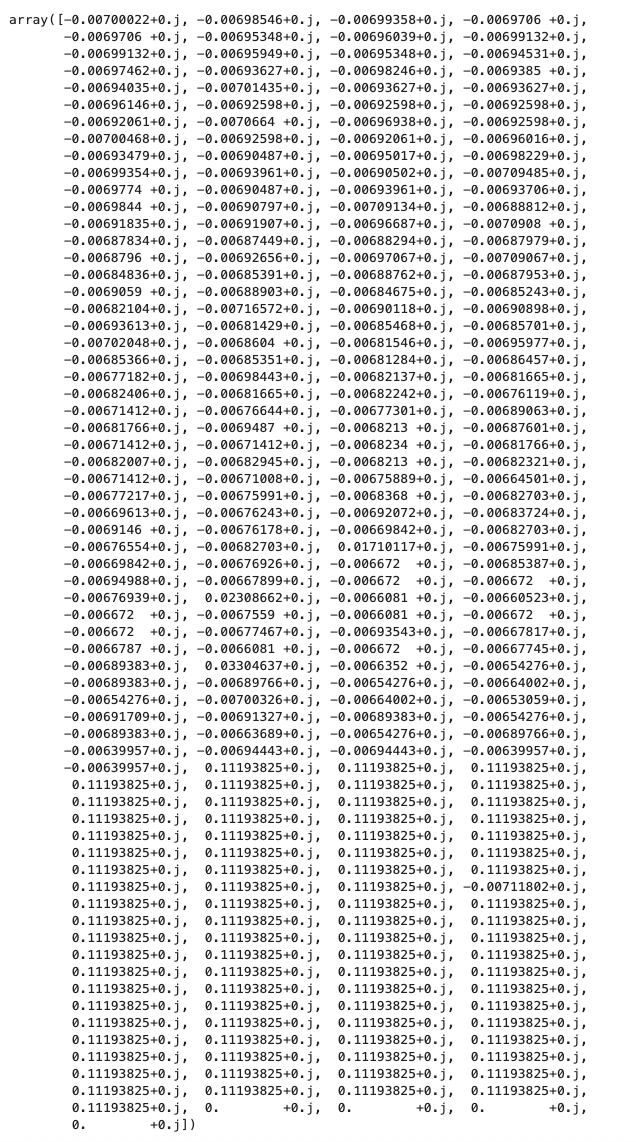 array([-0.00700022+0.j, -0.00698546+0.j, -0.00699358+0.j, -0.0069706 +0.j,
-0.0069706 +0.j, -0.00695348+0.j, -0.00696039+0.j, -0.00699132+0.j,
-0.00699132+0.j, -0.00695949+0.j, -0.00695348+0.j, -0.00694531+0.j,
-0.00697462+0.j, -0.00693627+0.j, -0.00698246+0.j, -0.0069385 +0.j,
-0.00694035+0.j, -0.00701435+0.j, -0.00693627+0.j, -0.00693627+0.j,
-0.00696146+0.j, -0.00692598+0.j, -0.00692598+0.j, -0.00692598+0.j,
-0.00692061+0.j, -0.0070664 +0.j, -0.00696938+0.j, -0.00692598+0.j,
-0.00700468+0.j, -0.00692598+0.j, -0.00692061+0.j, -0.00696016+0.j,
-0.00693479+0.j, -0.00690487+0.j, -0.00695017+0.j, -0.00698229+0.j,
-0.00699354+0.j, -0.00693961+0.j, -0.00690502+0.j, -0.00709485+0.j,
-0.0069774 +0.j, -0.00690487+0.j, -0.00693961+0.j, -0.00693706+0.j,
-0.0069844 +0.j, -0.00690797+0.j, -0.00709134+0.j, -0.00688812+0.j,
-0.00691835+0.j, -0.00691907+0.j, -0.00696687+0.j, -0.0070908 +0.j,
-0.00687834+0.j, -0.00687449+0.j, -0.00688294+0.j, -0.00687979+0.j,
-0.0068796 +0.j, -0.00692656+0.j, -0.00697067+0.j, -0.00709067+0.j,
-0.00684836+0.j, -0.00685391+0.j, -0.00688762+0.j, -0.00687953+0.j,
-0.0069059 +0.j, -0.00688903+0.j, -0.00684675+0.j, -0.00685243+0.j,
-0.00682104+0.j, -0.00716572+0.j, -0.00690118+0.j, -0.00690898+0.j,
-0.00693613+0.j, -0.00681429+0.j, -0.00685468+0.j, -0.00685701+0.j,
-0.00702048+0.j, -0.0068604 +0.j, -0.00681546+0.j, -0.00695977+0.j,
-0.00685366+0.j, -0.00685351+0.j, -0.00681284+0.j, -0.00686457+0.j,
-0.00677182+0.j, -0.00698443+0.j, -0.00682137+0.j, -0.00681665+0.j,
-0.00682406+0.j, -0.00681665+0.j, -0.00682242+0.j, -0.00676119+0.j,
-0.00671412+0.j, -0.00676644+0.j, -0.00677301+0.j, -0.00689063+0.j,
-0.00681766+0.j, -0.0069487 +0.j, -0.0068213 +0.j, -0.00687601+0.j,
-0.00671412+0.j, -0.00671412+0.j, -0.0068234 +0.j, -0.00681766+0.j,
-0.00682007+0.j, -0.00682945+0.j, -0.0068213 +0.j, -0.00682321+0.j,
-0.00671412+0.j, -0.00671008+0.j, -0.00675889+0.j, -0.00664501+0.j,
-0.00677217+0.j, -0.00675991+0.j, -0.0068368 +0.j, -0.00682703+0.j,
-0.00669613+0.j, -0.00676243+0.j, -0.00692072+0.j, -0.00683724+0.j,
-0.0069146 +0.j, -0.00676178+0.j, -0.00669842+0.j, -0.00682703+0.j,
-0.00676554+0.j, -0.00682703+0.j, 0.01710117+0.j, -0.00675991+0.j,
-0.00669842+0.j, -0.00676926+0.j, -0.006672 +0.j, -0.00685387+0.j,
-0.00694988+0.j, -0.00667899+0.j, -0.006672 +0.j, -0.006672 +0.j,
-0.00676939+0.j, 0.02308662+0.j, -0.0066081 +0.j, -0.00660523+0.j,
-0.006672 +0.j, -0.0067559 +0.j, -0.0066081 +0.j, -0.006672 +0.j,
-0.006672 +0.j, -0.00677467+0.j, -0.00693543+0.j, -0.00667817+0.j,
-0.0066787 +0.j, -0.0066081 +0.j, -0.006672 +0.j, -0.00667745+0.j,
-0.00689383+0.j, 0.03304637+0.j, -0.0066352 +0.j, -0.00654276+0.j,
-0.00689383+0.j, -0.00689766+0.j, -0.00654276+0.j, -0.00664002+0.j,
-0.00654276+0.j, -0.00700326+0.j, -0.00664002+0.j, -0.00653059+0.j,
-0.00691709+0.j, -0.00691327+0.j, -0.00689383+0.j, -0.00654276+0.j,
-0.00689383+0.j, -0.00663689+0.j, -0.00654276+0.j, -0.00689766+0.j,
-0.00639957+0.j, -0.00694443+0.j, -0.00694443+0.j, -0.00639957+0.j,
-0.00639957+0.j, 0.11193825+0.j, 0.11193825+0.j, 0.11193825+0.j,
0.11193825+0.j, 0.11193825+0.j, 0.11193825+0.j, 0.11193825+0.j,
0.11193825+0.j, 0.11193825+0.j, 0.11193825+0.j, 0.11193825+0.j,
0.11193825+0.j, 0.11193825+0.j, 0.11193825+0.j, 0.11193825+0.j,
0.11193825+0.j, 0.11193825+0.j, 0.11193825+0.j, 0.11193825+0.j,
0.11193825+0.j, 0.11193825+0.j, 0.11193825+0.j, 0.11193825+0.j,
0.11193825+0.j, 0.11193825+0.j, 0.11193825+0.j, 0.11193825+0.j,
0.11193825+0.j, 0.11193825+0.j, 0.11193825+0.j, -0.00711802+0.j,
0.11193825+0.j, 0.11193825+0.j, 0.11193825+0.j, 0.11193825+0.j,
0.11193825+0.j, 0.11193825+0.j, 0.11193825+0.j, 0.11193825+0.j,
0.11193825+0.j, 0.11193825+0.j, 0.11193825+0.j, 0.11193825+0.j,
0.11193825+0.j, 0.11193825+0.j, 0.11193825+0.j, 0.11193825+0.j,
0.11193825+0.j, 0.11193825+0.j, 0.11193825+0.j, 0.11193825+0.j,
0.11193825+0.j, 0.11193825+0.j, 0.11193825+0.j, 0.11193825+0.j,
0.11193825+0.j, 0.11193825+0.j, 0.11193825+0.j, 0.11193825+0.j,
0.11193825+0.j, 0.11193825+0.j, 0.11193825+0.j, 0.11193825+0.j,
0.11193825+0.j, 0.11193825+0.j, 0.11193825+0.j, 0.11193825+0.j,
0.11193825+0.j, 0.11193825+0.j, 0.11193825+0.j, 0.11193825+0.j,
0.11193825+0.j, 0.11193825+0.j, 0.11193825+0.j, 0.11193825+0.j,
0.11193825+0.j, 0.11193825+0.j, 0.11193825+0.j, 0.11193825+0.j,
0.11193825+0.j, 0.11193825+0.j, 0.11193825+0.j, 0.11193825+0.j,
0.11193825+0.j, 0. +0.j, 0. +0.j, 0. +0.j,
0. +0.j])